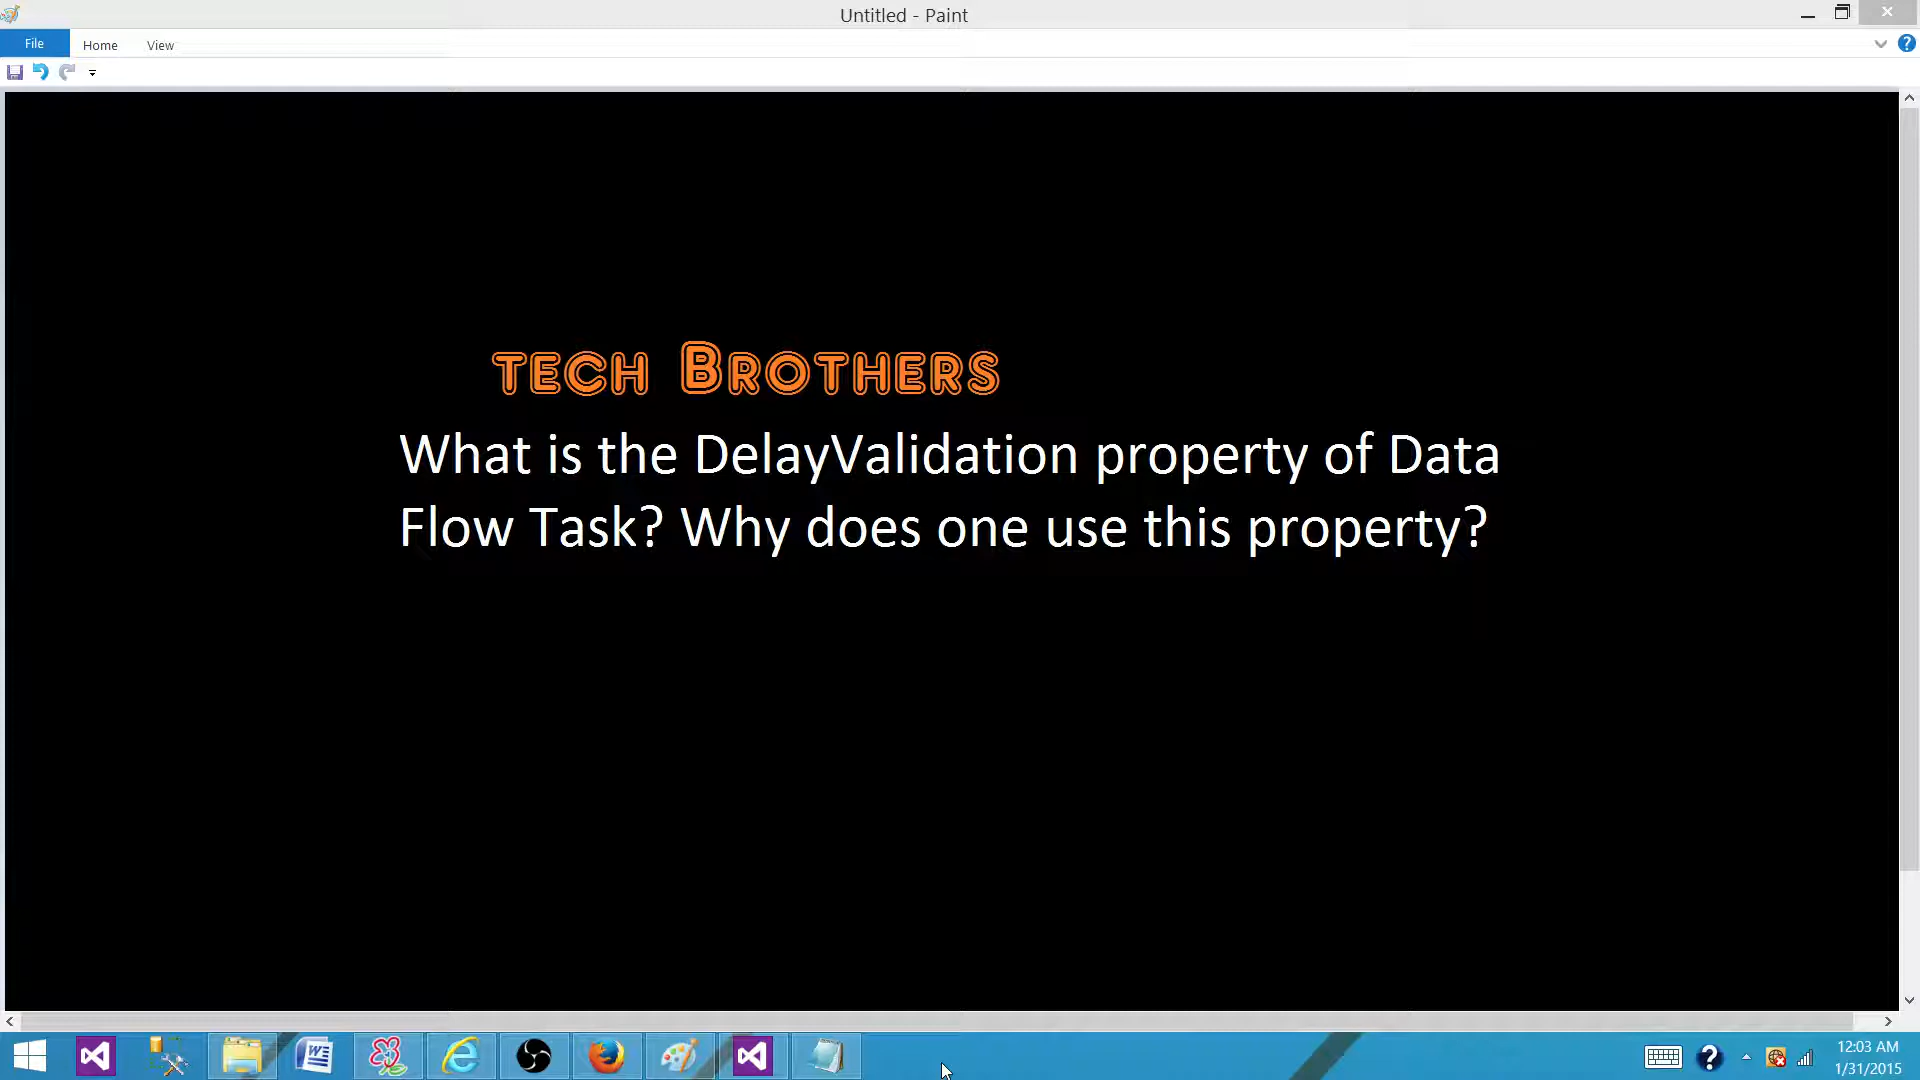 Untitled - Paint
File Home View
TECH BROTHERS
What is the DelayValidation property of Data
Flow Task? Why does one use this property?
12:03 AM
1/31/2015